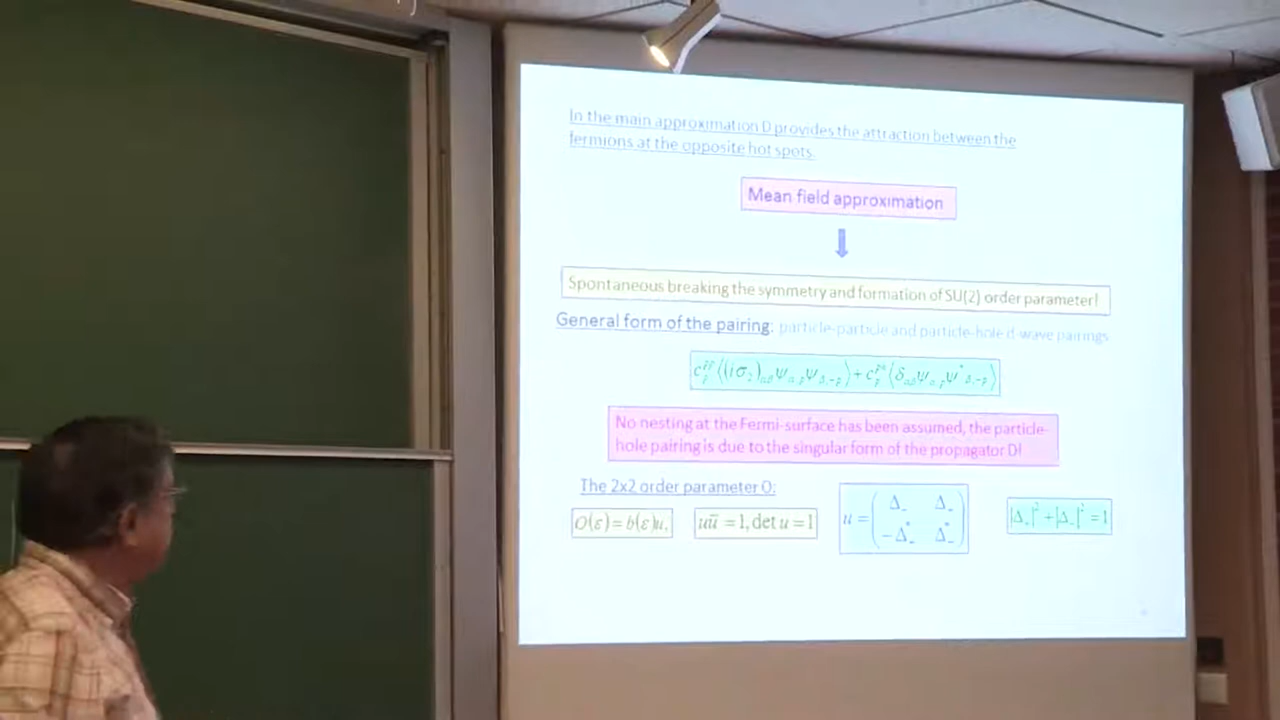 In the main approximation D provides the attraction between the
fermions at the opposite hot spots.
Mean field approximation
Spontaneous breaking the symmetry and formation of SU(2) order parameter!
General form of the pairing: particle-particle and particle-hole d-wave pairings
No nesting at the Fermi-surface has been assumed, the particle-
hole pairing is due to the singular form of the propagator D!
The 2x2 order parameter O:
O(ε) = b(ε)u, uū = 1, det u = 1